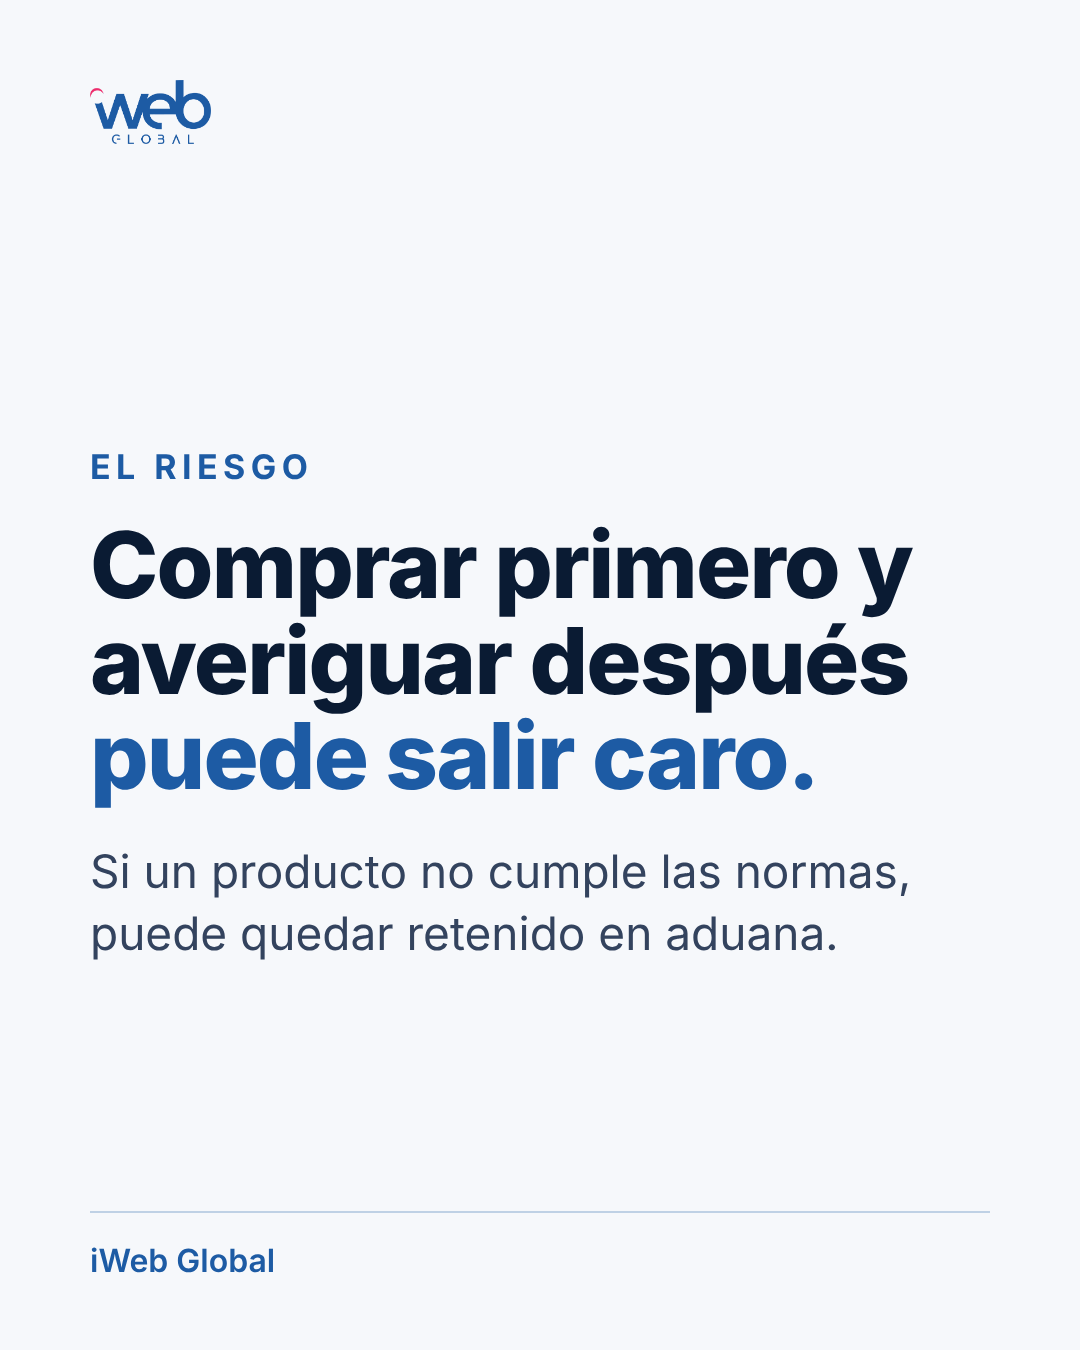 iweb
GLOBAL
EL RIESGO
Comprar primero y
averiguar después
puede salir caro.
Si un producto no cumple las normas,
puede quedar retenido en aduana.
iWeb Global